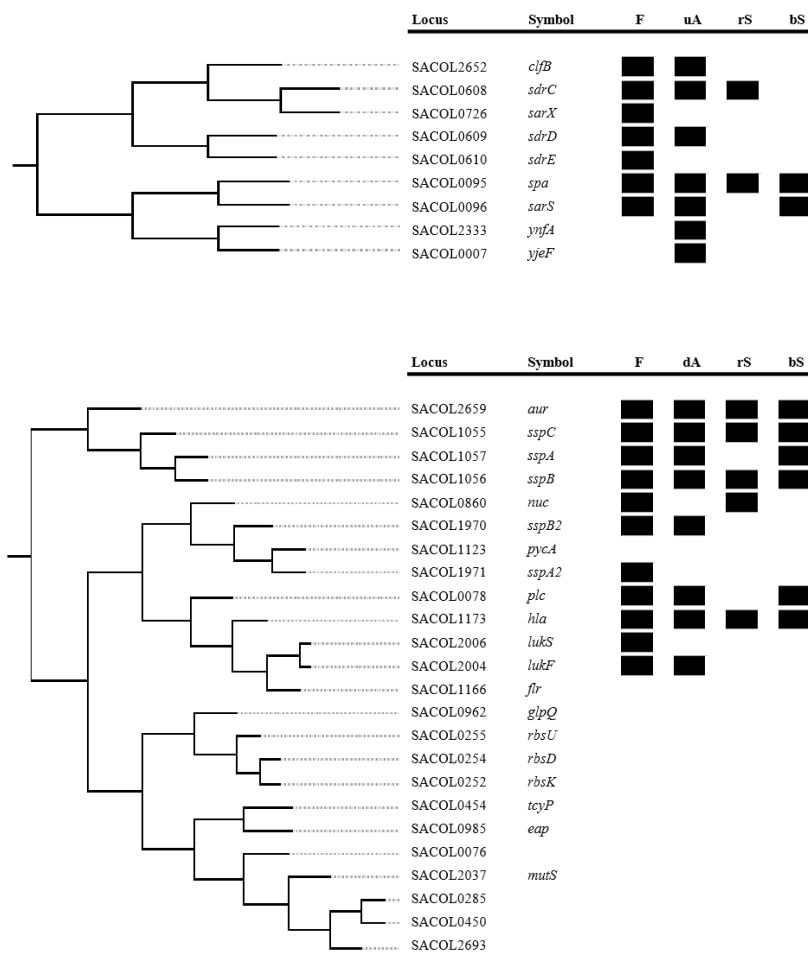 Locus Symbol F uA rS bS
SACOL2652 clfB
SACOL0608 sdrC
SACOL0726 sarX
SACOL0609 sdrD
SACOL0610 sdrE
SACOL0095 spa
SACOL0096 sarS
SACOL2333 ynfA
SACOL0007 yjeF
Locus Symbol F dA rS bS
SACOL2659 aur
SACOL1055 sspC
SACOL1057 sspA
SACOL1056 sspB
SACOL0860 nuc
SACOL1970 sspB2
SACOL1123 pycA
SACOL1971 sspA2
SACOL0078 plc
SACOL1173 hla
SACOL2006 lukS
SACOL2004 lukF
SACOL1166 flr
SACOL0962 glpQ
SACOL0255 rbsU
SACOL0254 rbsD
SACOL0252 rbsK
SACOL0454 tcyP
SACOL0985 eap
SACOL0076
SACOL2037 mutS
SACOL0285
SACOL0450
SACOL2693